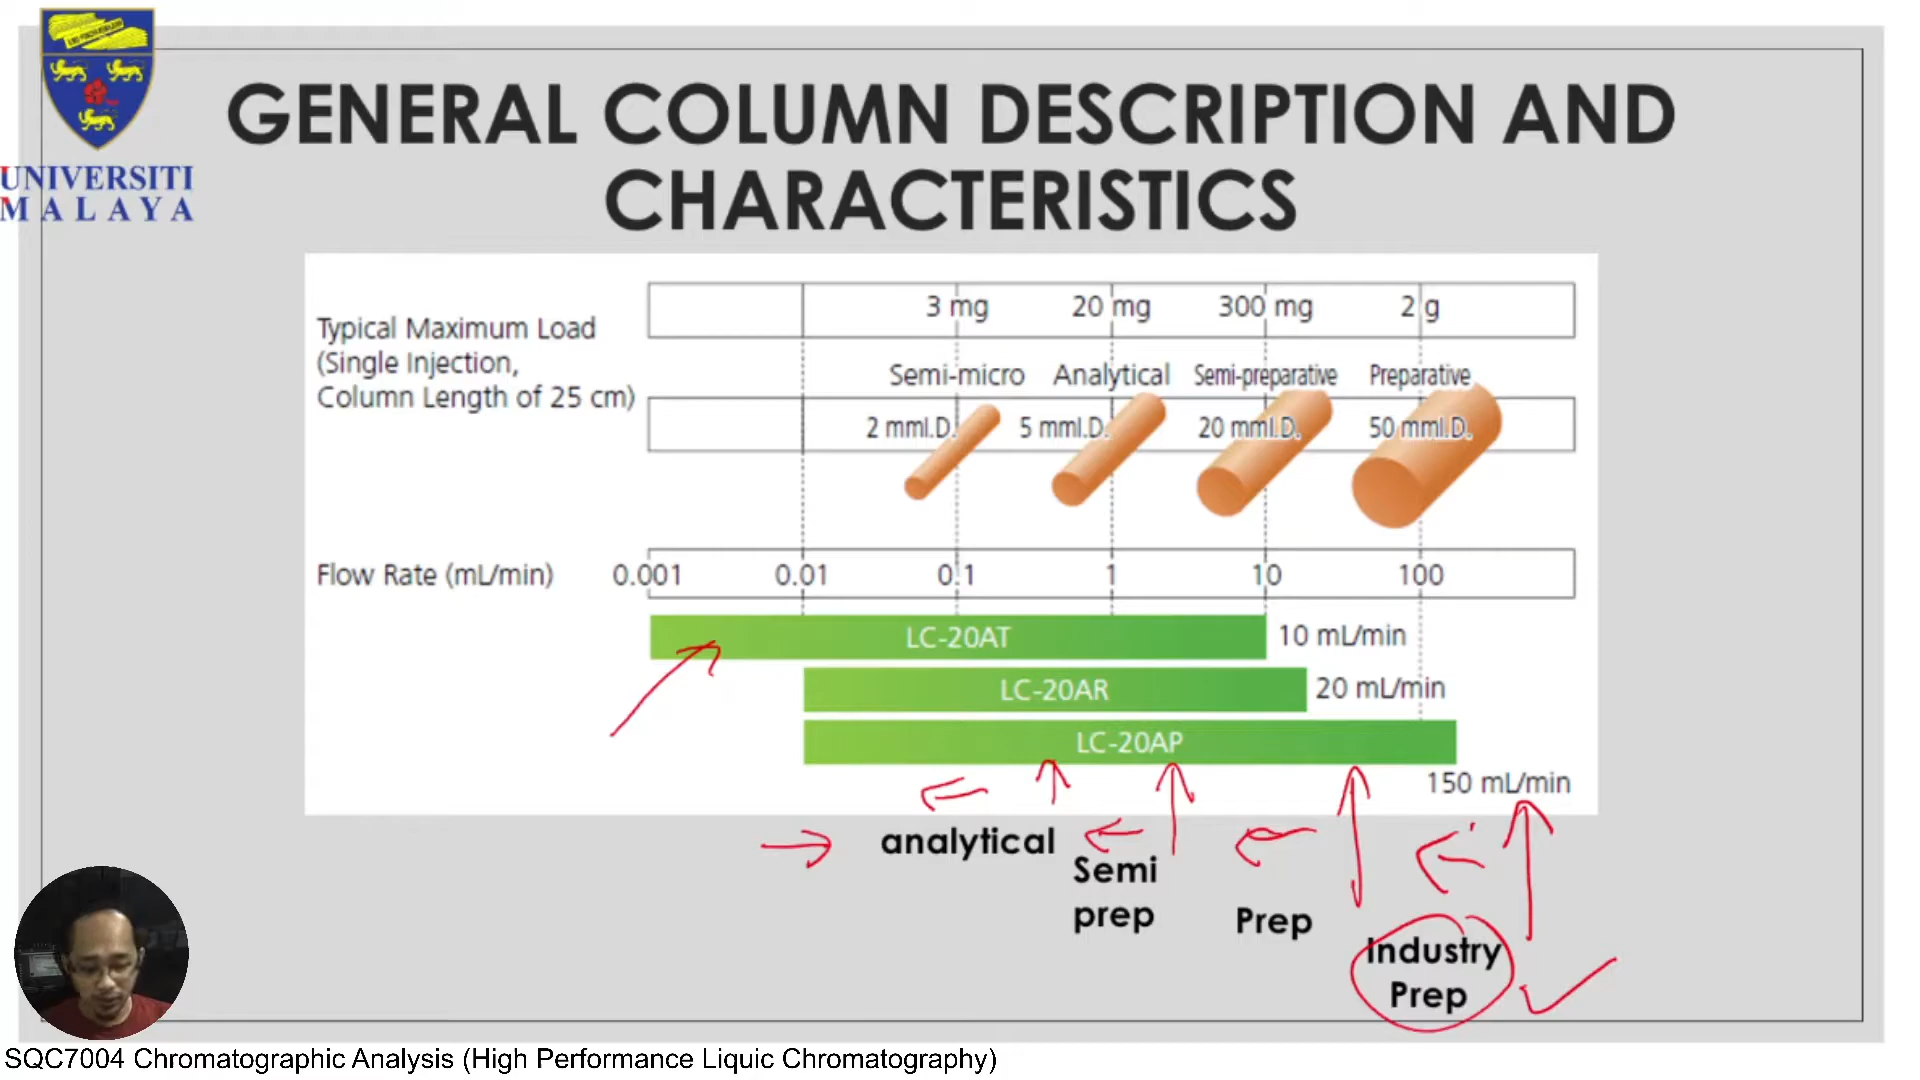 UNIVERSITI
MALAYA
GENERAL COLUMN DESCRIPTION AND
CHARACTERISTICS
Typical Maximum Load
(Single Injection,
Column Length of 25 cm)
3 mg 20 mg 300 mg 2 g
Semi-micro Analytical Semi-preparative Preparative
2 mmI.D. 5 mmI.D. 20 mmI.D. 50 mmI.D.
Flow Rate (mL/min) 0.001 0.01 0.1 1 10 100
LC-20AT 10 mL/min
LC-20AR 20 mL/min
LC-20AP
150 mL/min
analytical
Semi
prep
Prep
Industry
Prep
SQC7004 Chromatographic Analysis (High Performance Liquic Chromatography)